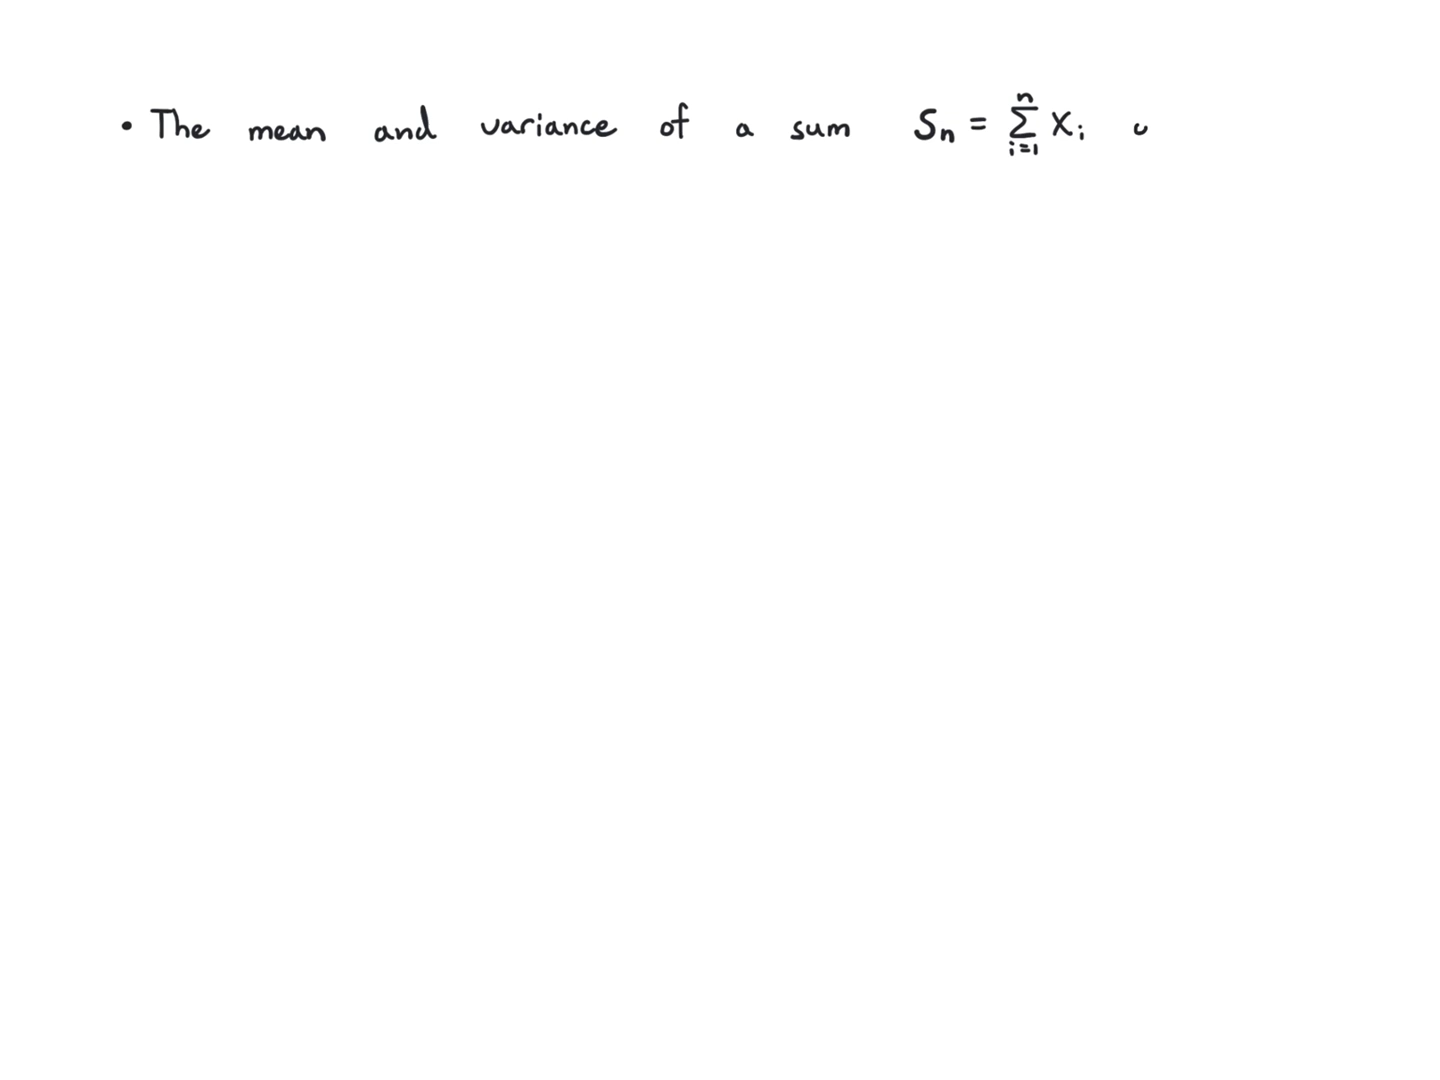 • The mean and variance of a sum Sₙ = ∑ᵢ₌₁ⁿ Xᵢ